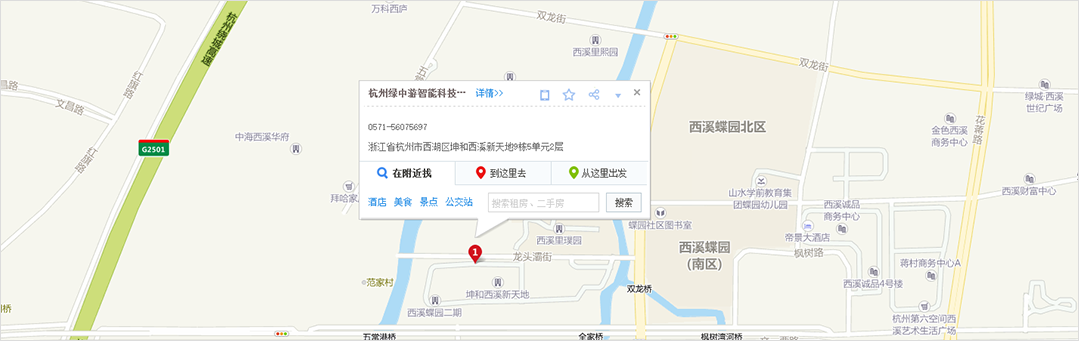 万科西庐
双龙街
杭州绕城高速
西溪里熙园
双龙街
红旗路
文昌路
文昌路
杭州绿中游智能科技…
详情>>
绿城·西溪
世纪广场
0571-56075697
西溪蝶园北区
金色西溪
商务中心
花蒋路
中海西溪华府
浙江省杭州市西湖区坤和西溪新天地9栋5单元2层
G2501
红旗路
在附近找
到这里去
从这里出发
山水学前教育集
团蝶园幼儿园
西溪财富中心
酒店 美食 景点 公交站
搜索租房、二手房
搜索
西溪诚品
商务中心
蝶园社区图书室
西溪里璞园
帝景大酒店
西溪蝶园
(南区)
枫树路
1
龙头灞街
蒋村商务中心A
范家村
坤和西溪新天地
双龙桥
西溪诚品4号楼
西溪蝶园二期
杭州第六空间西
溪艺术生活广场
五常港桥
全家桥
枫树湾河桥